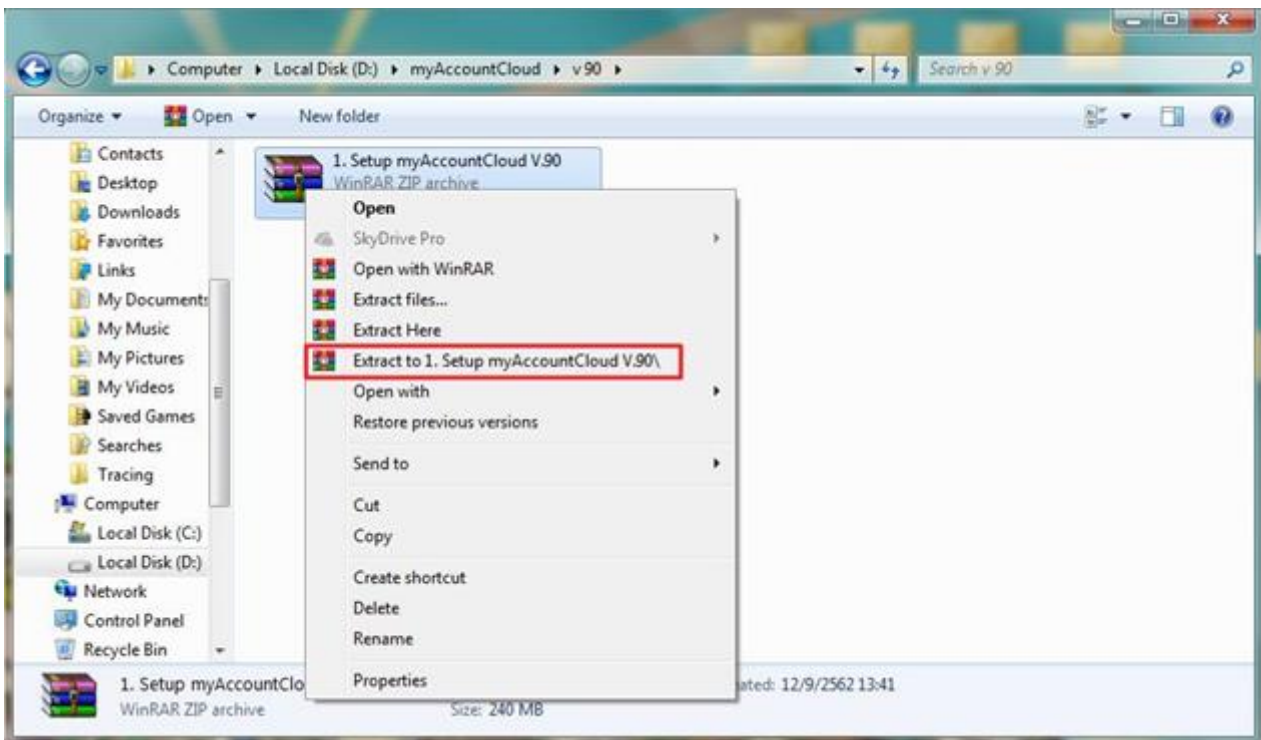 Computer ▸ Local Disk (D:) ▸ myAccountCloud ▸ v 90 ▸
Search v 90
Organize Open New folder
Contacts
Desktop
Downloads
Favorites
Links
My Documents
My Music
My Pictures
My Videos
Saved Games
Searches
Tracing
Computer
Local Disk (C:)
Local Disk (D:)
Network
Control Panel
Recycle Bin
1. Setup myAccountCloud V.90
WinRAR ZIP archive
Open
SkyDrive Pro
Open with WinRAR
Extract files...
Extract Here
Extract to 1. Setup myAccountCloud V.90\
Open with
Restore previous versions
Send to
Cut
Copy
Create shortcut
Delete
Rename
Properties
1. Setup myAccountClo
ated: 12/9/2562 13:41
WinRAR ZIP archive
Size: 240 MB